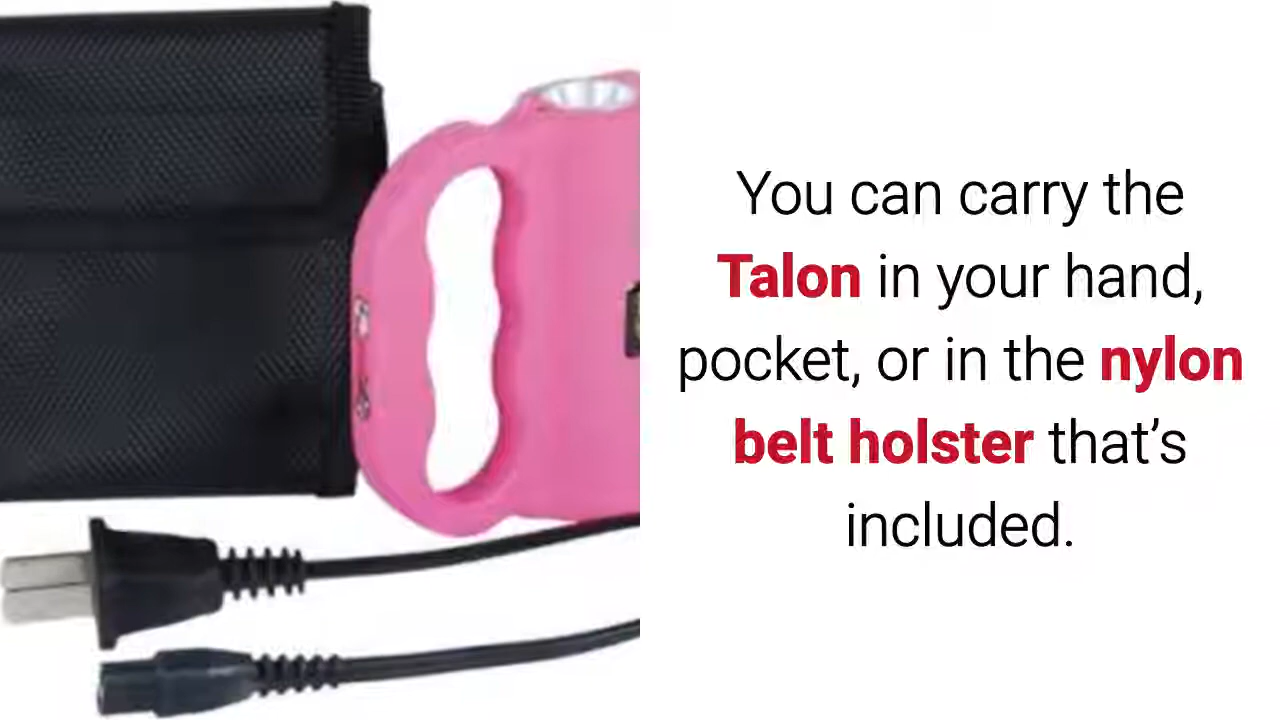 You can carry the
Talon in your hand,
pocket, or in the nylon
belt holster that’s
included.